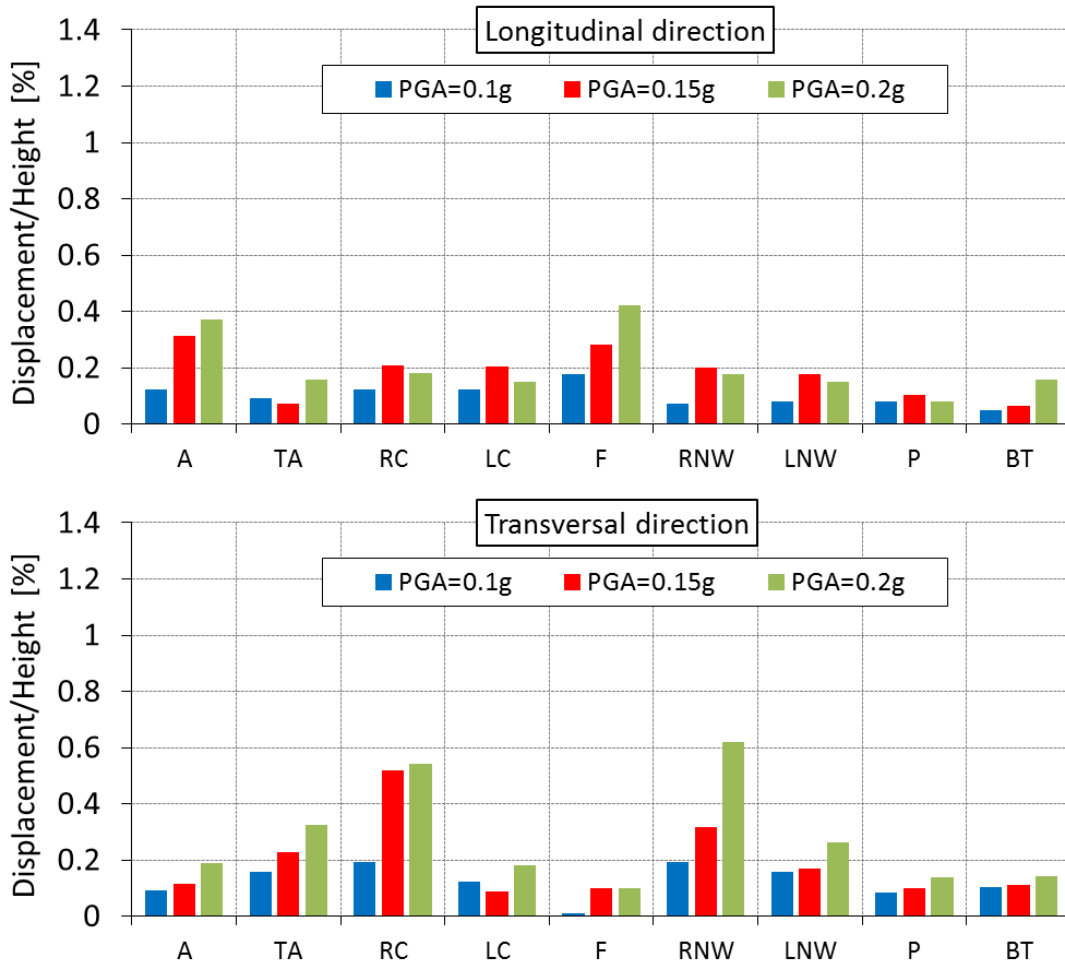 Longitudinal direction
PGA=0.1g PGA=0.15g PGA=0.2g
Displacement/Height [%]
1.4
1.2
1
0.8
0.6
0.4
0.2
0
A TA RC LC F RNW LNW P BT
Transversal direction
PGA=0.1g PGA=0.15g PGA=0.2g
Displacement/Height [%]
1.4
1.2
1
0.8
0.6
0.4
0.2
0
A TA RC LC F RNW LNW P BT